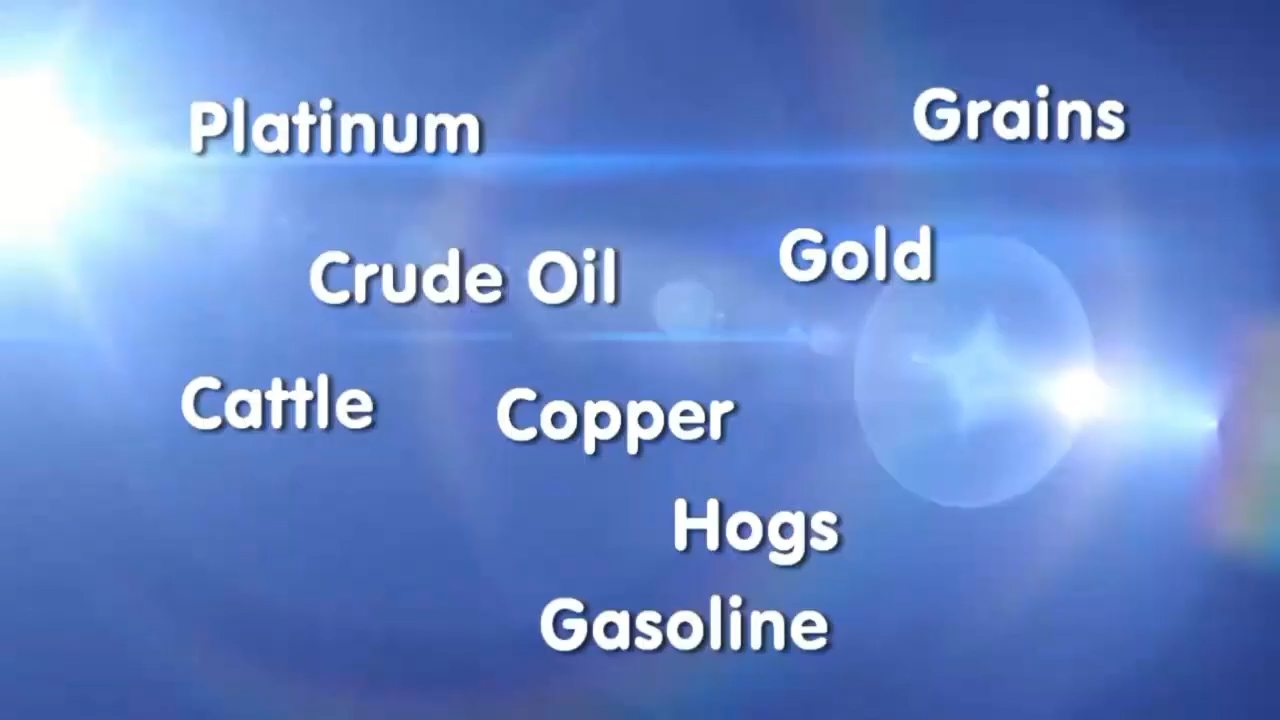 Platinum
Grains
Crude Oil
Gold
Cattle
Copper
Hogs
Gasoline